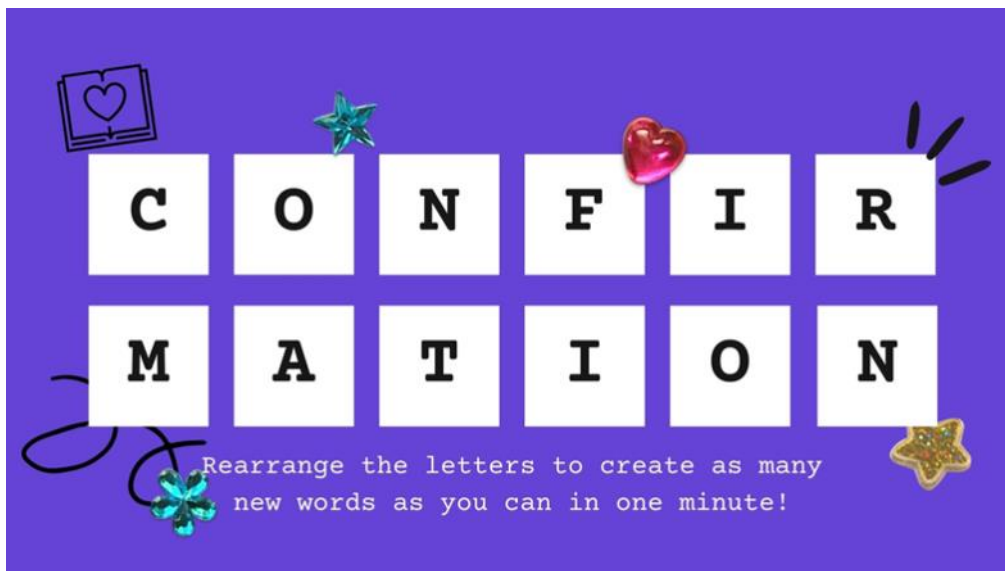 C O N F I R
M A T I O N
Rearrange the letters to create as many
new words as you can in one minute!